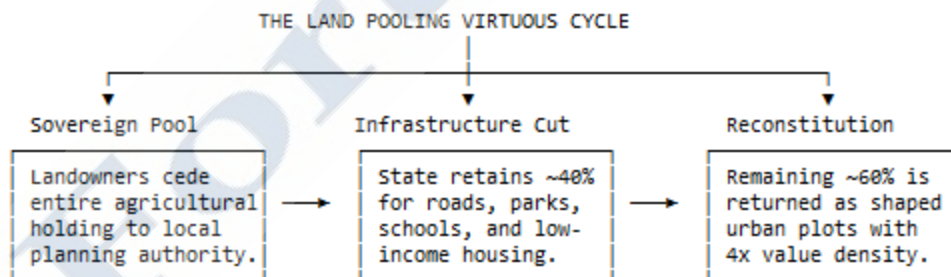 THE LAND POOLING VIRTUOUS CYCLE
Sovereign Pool
Landowners cede
entire agricultural
holding to local
planning authority.
Infrastructure Cut
State retains ~40%
for roads, parks,
schools, and low-
income housing.
Reconstitution
Remaining ~60% is
returned as shaped
urban plots with
4x value density.